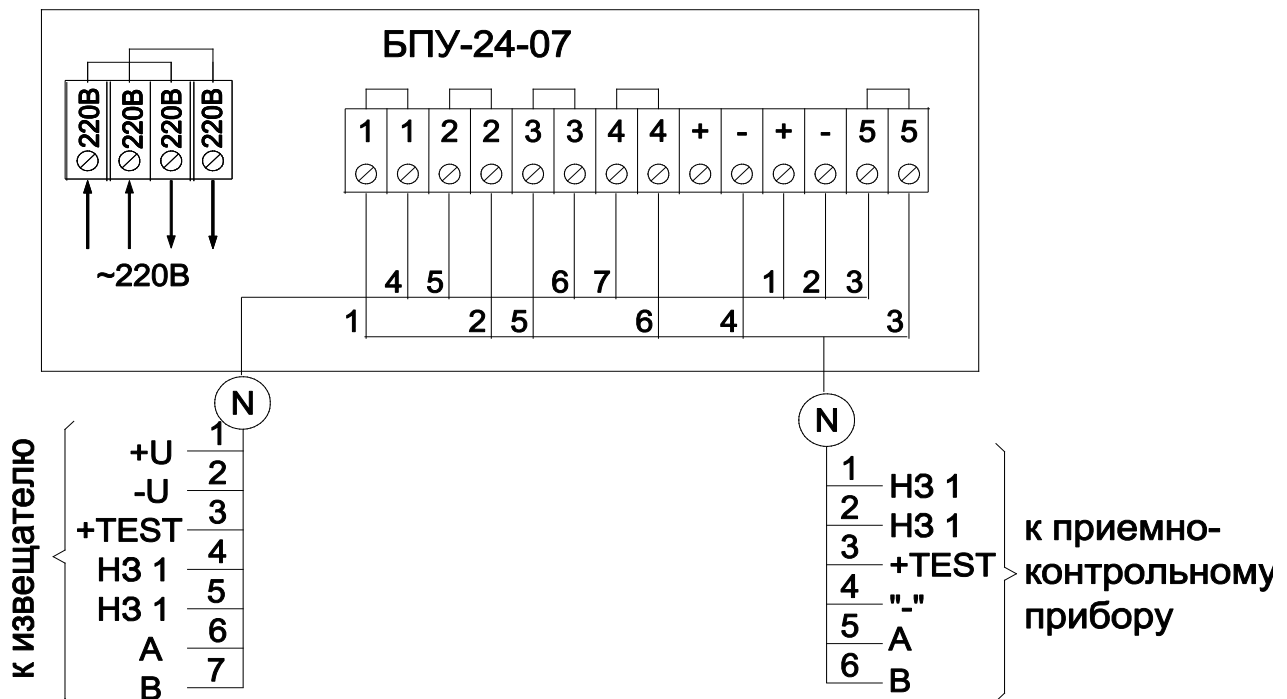 БПУ-24-07
220В 220В 220В 220В
1 1 2 2 3 3 4 4 + - + - 5 5
~220В
4 5 6 7 1 2 3
1 2 5 6 4 3
N
N
к извещателю
1
+U
2
-U
3
+TEST
4
НЗ 1
5
НЗ 1
6
A
7
B
1
НЗ 1
2
НЗ 1
3
+TEST
4
"-"
5
A
6
B
к приемно-
контрольному
прибору